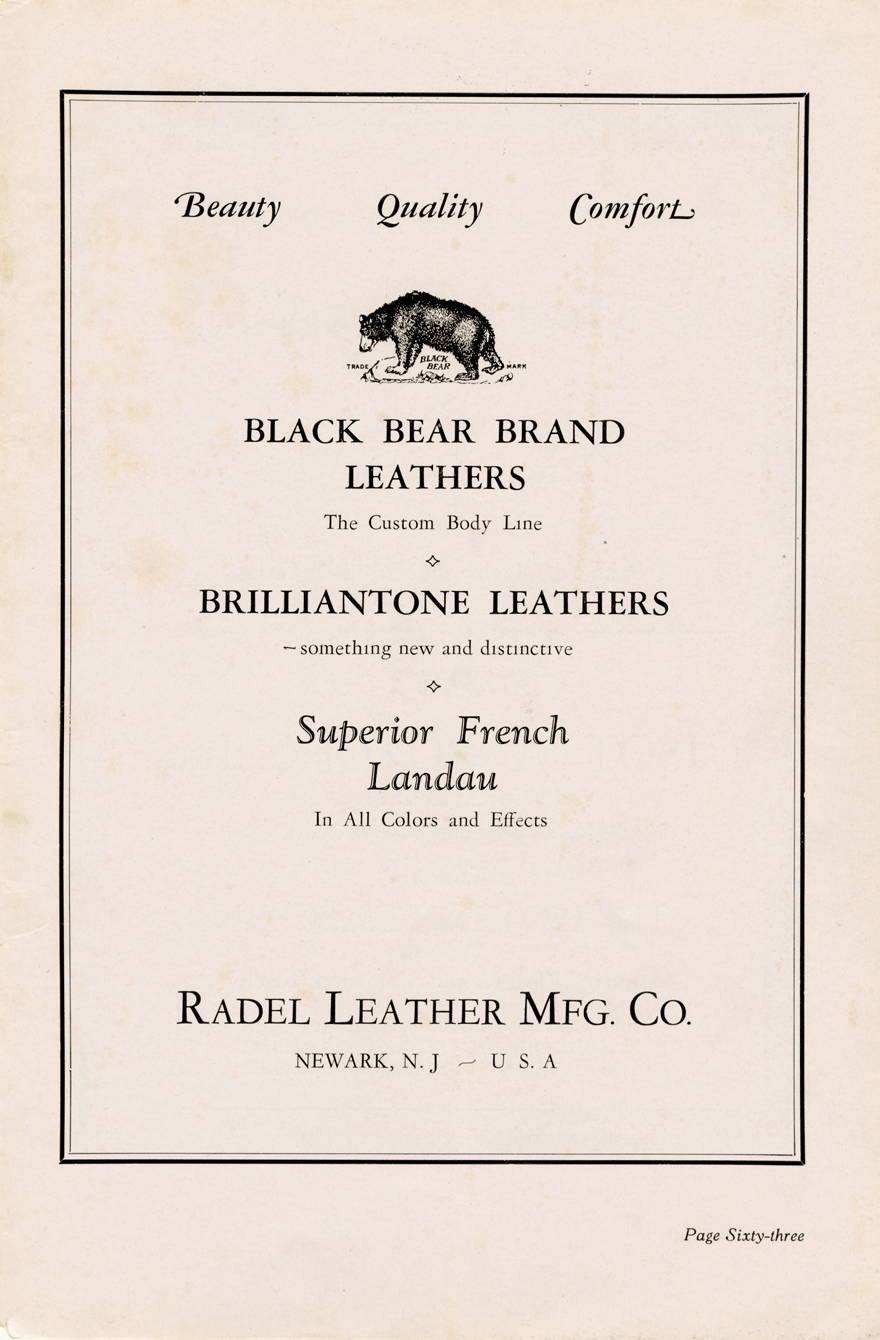 Beauty Quality Comfort
TRADE BLACK BEAR MARK
BLACK BEAR BRAND
LEATHERS
The Custom Body Line
BRILLIANTONE LEATHERS
~ something new and distinctive
Superior French
Landau
In All Colors and Effects
RADEL LEATHER MFG. CO.
NEWARK, N. J ~ U S. A
Page Sixty-three